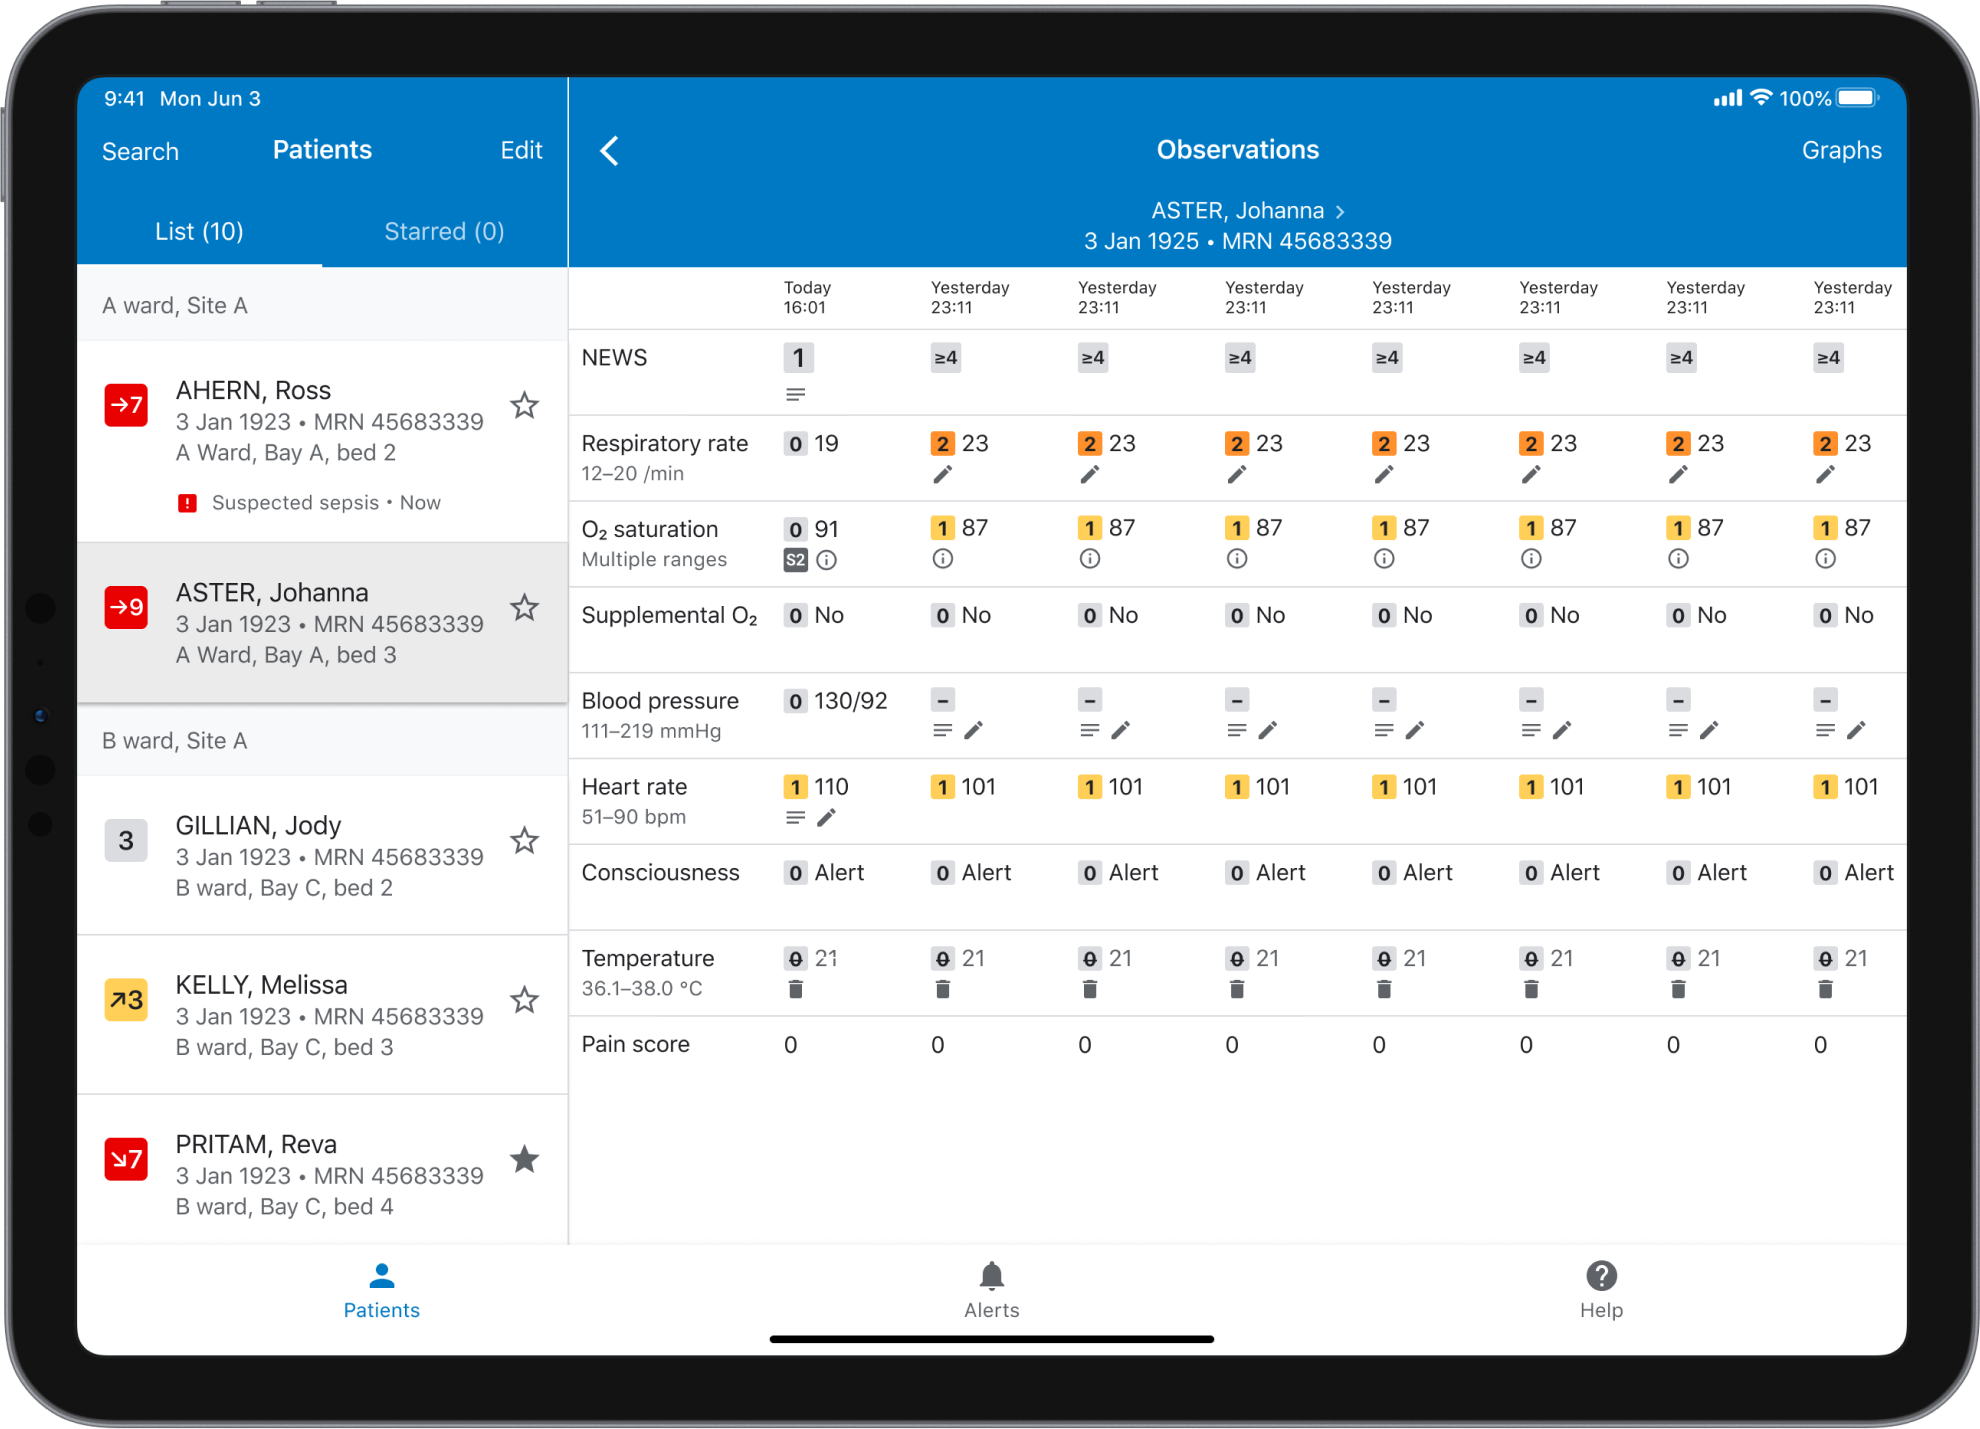 9:41 Mon Jun 3
100%
Search Patients Edit
List (10) Starred (0)
A ward, Site A
→7
AHERN, Ross
3 Jan 1923 • MRN 45683339
A Ward, Bay A, bed 2
! Suspected sepsis • Now
→9
ASTER, Johanna
3 Jan 1923 • MRN 45683339
A Ward, Bay A, bed 3
B ward, Site A
3
GILLIAN, Jody
3 Jan 1923 • MRN 45683339
B ward, Bay C, bed 2
↗3
KELLY, Melissa
3 Jan 1923 • MRN 45683339
B ward, Bay C, bed 3
↘7
PRITAM, Reva
3 Jan 1923 • MRN 45683339
B ward, Bay C, bed 4
Observations Graphs
ASTER, Johanna >
3 Jan 1925 • MRN 45683339
Today Yesterday Yesterday Yesterday Yesterday Yesterday Yesterday Yesterday
16:01 23:11 23:11 23:11 23:11 23:11 23:11 23:11
NEWS 1 ≥4 ≥4 ≥4 ≥4 ≥4 ≥4 ≥4
Respiratory rate 0 19 2 23 2 23 2 23 2 23 2 23 2 23 2 23
12–20 /min
O₂ saturation 0 91 1 87 1 87 1 87 1 87 1 87 1 87 1 87
Multiple ranges S2
Supplemental O₂ 0 No 0 No 0 No 0 No 0 No 0 No 0 No 0 No
Blood pressure 0 130/92 – – – – – – –
111–219 mmHg
Heart rate 1 110 1 101 1 101 1 101 1 101 1 101 1 101 1 101
51–90 bpm
Consciousness 0 Alert 0 Alert 0 Alert 0 Alert 0 Alert 0 Alert 0 Alert 0 Alert
Temperature 0 21 0 21 0 21 0 21 0 21 0 21 0 21 0 21
36.1–38.0 °C
Pain score 0 0 0 0 0 0 0 0
Patients Alerts Help